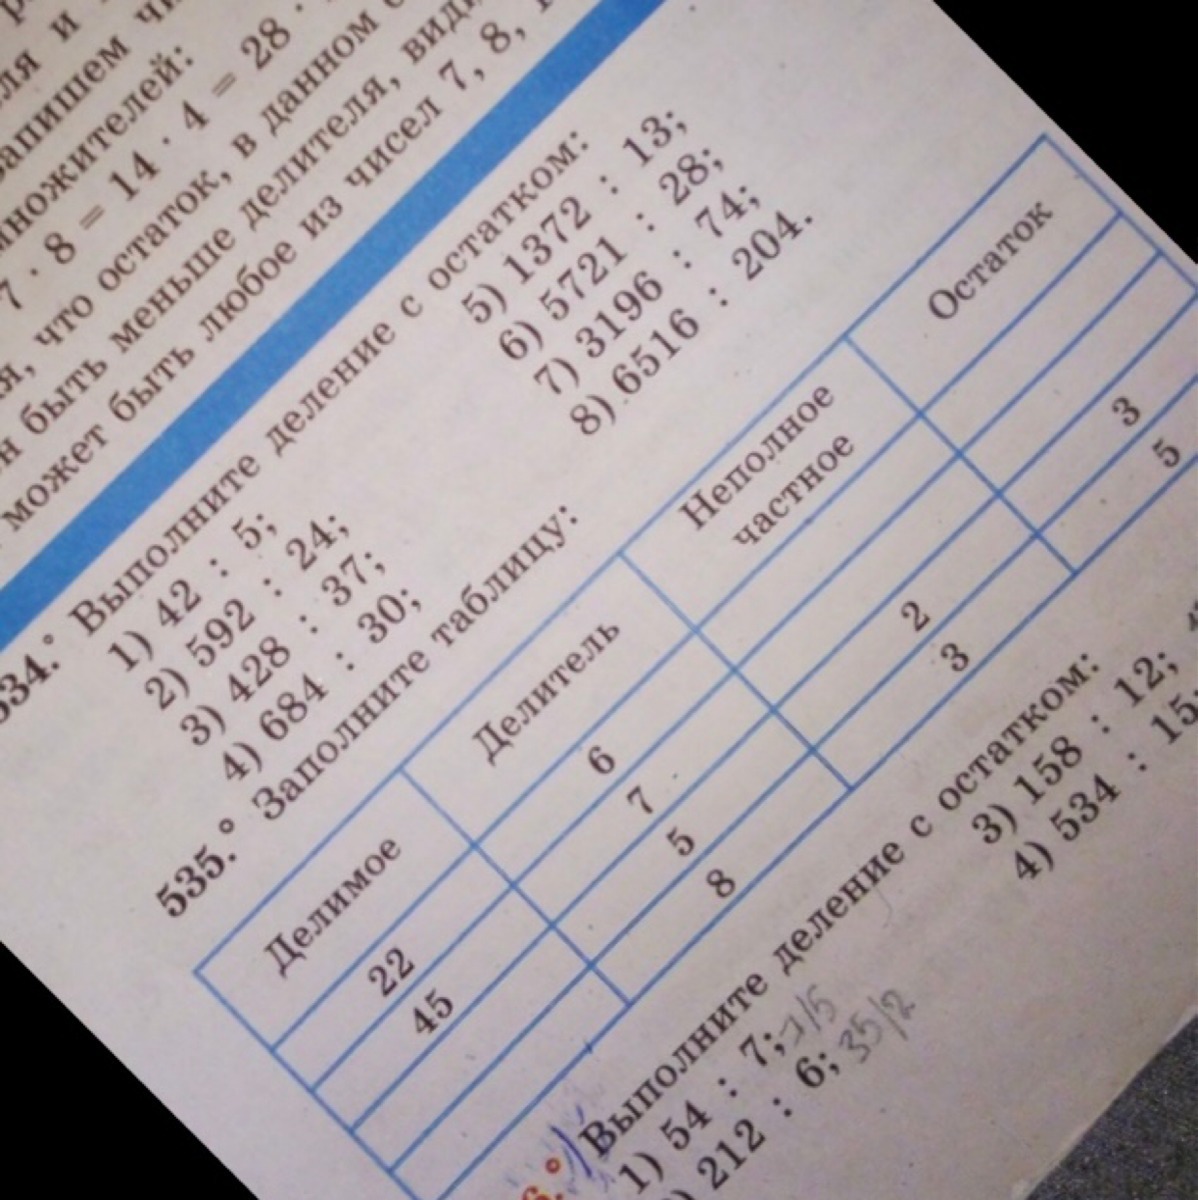 запишем
множителей:
7 · 8 = 14 · 4 = 28 ·
что остаток, в данном
быть меньше делителя,
может быть любое из чисел 7, 8,
534.° Выполните деление с остатком:
1) 42 : 5;
2) 592 : 24;
3) 428 : 37;
4) 684 : 30;
5) 1372 : 13;
6) 5721 : 28;
7) 3196 : 74;
8) 6516 : 204.
535.° Заполните таблицу:
Делимое Делитель Неполное частное Остаток
22 6
45 7
5 2 3
8 3 5
Выполните деление с остатком:
1) 54 : 7; 7/5
212 : 6; 35/2
3) 158 : 12;
4) 534 : 15